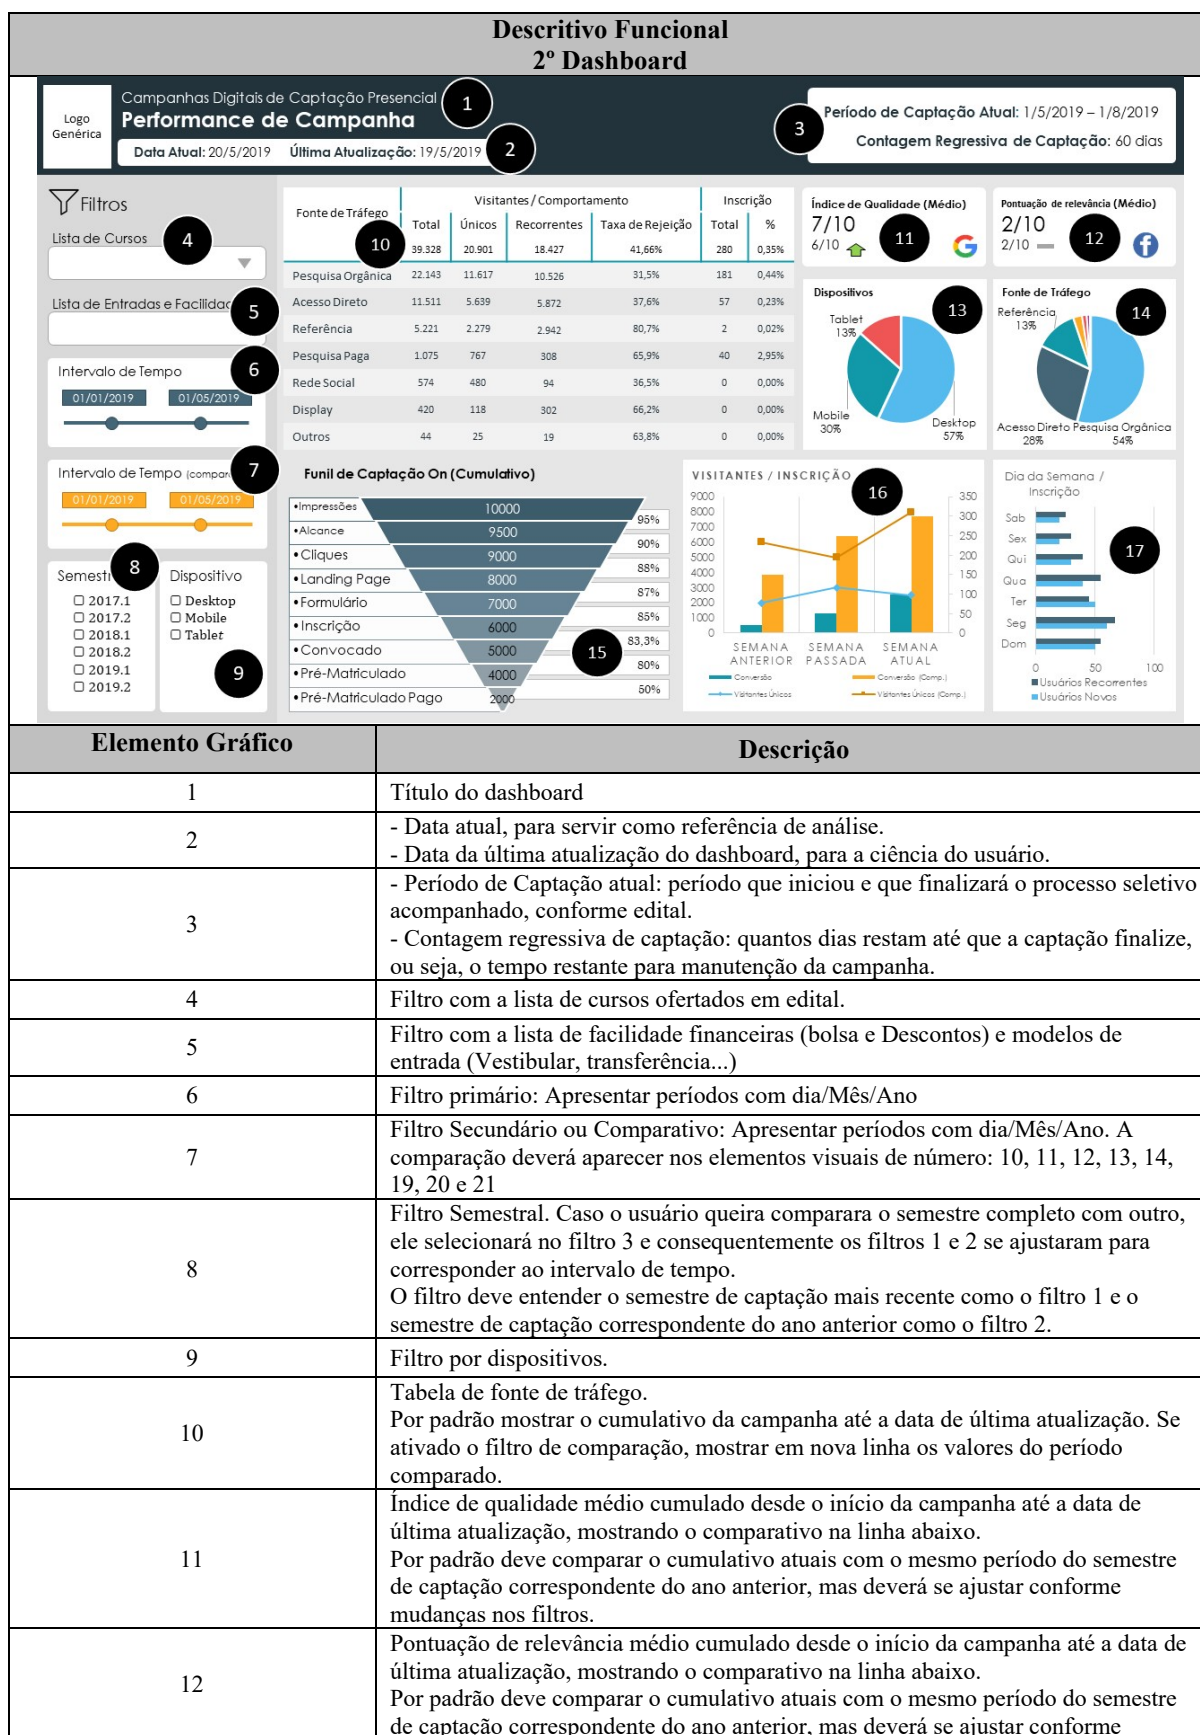 Descritivo Funcional
2º Dashboard
Logo
Genérica
Campanhas Digitais de Captação Presencial
Performance de Campanha
1
Data Atual: 20/5/2019 Última Atualização: 19/5/2019
2
3
Período de Captação Atual: 1/5/2019 – 1/8/2019
Contagem Regressiva de Captação: 60 dias
Filtros
Lista de Cursos
4
Lista de Entradas e Facilidad
5
Intervalo de Tempo
6
01/01/2019 01/05/2019
Intervalo de Tempo (compar
7
01/01/2019 01/05/2019
Semest
8
☐ 2017.1
☐ 2017.2
☐ 2018.1
☐ 2018.2
☐ 2019.1
☐ 2019.2
Dispositivo
☐ Desktop
☐ Mobile
☐ Tablet
9
Fonte de Tráfego Visitantes / Comportamento Inscrição
10
Total Únicos Recorrentes Taxa de Rejeição Total %
39.328 20.901 18.427 41,66% 280 0,35%
Pesquisa Orgânica 22.143 11.617 10.526 31,5% 181 0,44%
Acesso Direto 11.511 5.639 5.872 37,6% 57 0,23%
Referência 5.221 2.279 2.942 80,7% 2 0,02%
Pesquisa Paga 1.075 767 308 65,9% 40 2,95%
Rede Social 574 480 94 36,5% 0 0,00%
Display 420 118 302 66,2% 0 0,00%
Outros 44 25 19 63,8% 0 0,00%
Índice de Qualidade (Médio)
7/10
6/10
11
G
Pontuação de relevância (Médio)
2/10
2/10
12
f
Dispositivos
13
Tablet
13%
Mobile
30%
Desktop
57%
Fonte de Tráfego
14
Referência
13%
Acesso Direto
28%
Pesquisa Orgânica
54%
Funil de Captação On (Cumulativo)
•Impressões 10000
95%
•Alcance 9500
90%
•Cliques 9000
88%
•Landing Page 8000
87%
•Formulário 7000
85%
•Inscrição 6000
83,3%
•Convocado 5000
15
80%
•Pré-Matriculado 4000
50%
•Pré-Matriculado Pago 2000
VISITANTES / INSCRIÇÃO
16
9000
8000
7000
6000
5000
4000
3000
2000
1000
0
350
300
250
200
150
100
50
0
SEMANA ANTERIOR
SEMANA PASSADA
SEMANA ATUAL
Conversão Conversão (Comp.)
Visitantes Únicos Visitantes Únicos (Comp.)
Dia da Semana /
Inscrição
17
Sab
Sex
Qui
Qua
Ter
Seg
Dom
0 50 100
Usuários Recorrentes
Usuários Novos
Elemento Gráfico Descrição
1 Título do dashboard
2 - Data atual, para servir como referência de análise.
- Data da última atualização do dashboard, para a ciência do usuário.
3 - Período de Captação atual: período que iniciou e que finalizará o processo seletivo
acompanhado, conforme edital.
- Contagem regressiva de captação: quantos dias restam até que a captação finalize,
ou seja, o tempo restante para manutenção da campanha.
4 Filtro com a lista de cursos ofertados em edital.
5 Filtro com a lista de facilidade financeiras (bolsa e Descontos) e modelos de
entrada (Vestibular, transferência...)
6 Filtro primário: Apresentar períodos com dia/Mês/Ano
7 Filtro Secundário ou Comparativo: Apresentar períodos com dia/Mês/Ano. A
comparação deverá aparecer nos elementos visuais de número: 10, 11, 12, 13, 14,
19, 20 e 21
8 Filtro Semestral. Caso o usuário queira comparara o semestre completo com outro,
ele selecionará no filtro 3 e consequentemente os filtros 1 e 2 se ajustaram para
corresponder ao intervalo de tempo.
O filtro deve entender o semestre de captação mais recente como o filtro 1 e o
semestre de captação correspondente do ano anterior como o filtro 2.
9 Filtro por dispositivos.
10 Tabela de fonte de tráfego.
Por padrão mostrar o cumulativo da campanha até a data de última atualização. Se
ativado o filtro de comparação, mostrar em nova linha os valores do período
comparado.
11 Índice de qualidade médio cumulado desde o início da campanha até a data de
última atualização, mostrando o comparativo na linha abaixo.
Por padrão deve comparar o cumulativo atuais com o mesmo período do semestre
de captação correspondente do ano anterior, mas deverá se ajustar conforme
mudanças nos filtros.
12 Pontuação de relevância médio cumulado desde o início da campanha até a data de
última atualização, mostrando o comparativo na linha abaixo.
Por padrão deve comparar o cumulativo atuais com o mesmo período do semestre
de captação correspondente do ano anterior, mas deverá se ajustar conforme